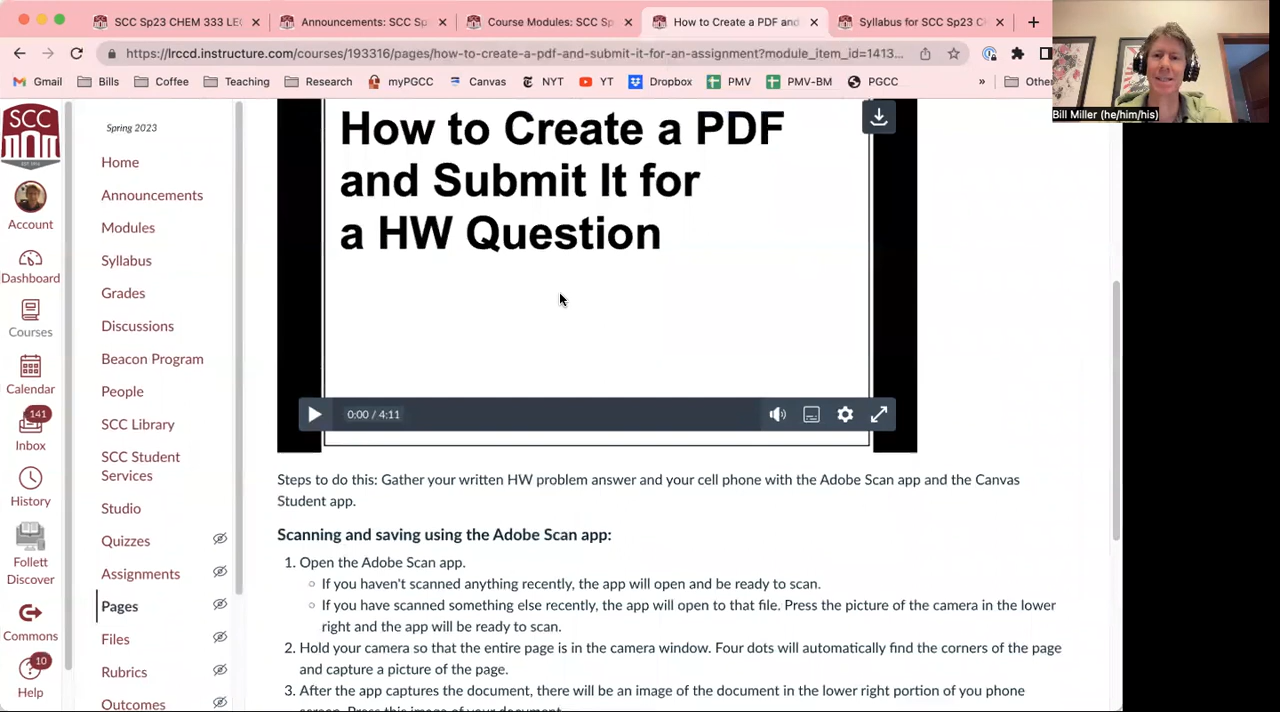 SCC Sp23 CHEM 333 LEC
Announcements: SCC Sp
Course Modules: SCC Sp
How to Create a PDF and
Syllabus for SCC Sp23 C
https://lrccd.instructure.com/courses/193316/pages/how-to-create-a-pdf-and-submit-it-for-an-assignment?module_item_id=1413...
Gmail
Bills
Coffee
Teaching
Research
myPGCC
Canvas
NYT
YT
Dropbox
PMV
PMV-BM
PGCC
»
Other
Bill Miller (he/him/his)
SCC
Account
Dashboard
Courses
Calendar
141
Inbox
History
Follett
Discover
Commons
10
Help
Spring 2023
Home
Announcements
Modules
Syllabus
Grades
Discussions
Beacon Program
People
SCC Library
SCC Student
Services
Studio
Quizzes
Assignments
Pages
Files
Rubrics
Outcomes
How to Create a PDF
and Submit It for
a HW Question
0:00 / 4:11
Steps to do this: Gather your written HW problem answer and your cell phone with the Adobe Scan app and the Canvas
Student app.
Scanning and saving using the Adobe Scan app:
1. Open the Adobe Scan app.
If you haven't scanned anything recently, the app will open and be ready to scan.
If you have scanned something else recently, the app will open to that file. Press the picture of the camera in the lower
right and the app will be ready to scan.
2. Hold your camera so that the entire page is in the camera window. Four dots will automatically find the corners of the page
and capture a picture of the page.
3. After the app captures the document, there will be an image of the document in the lower right portion of you phone
screen. Press this image of your document.